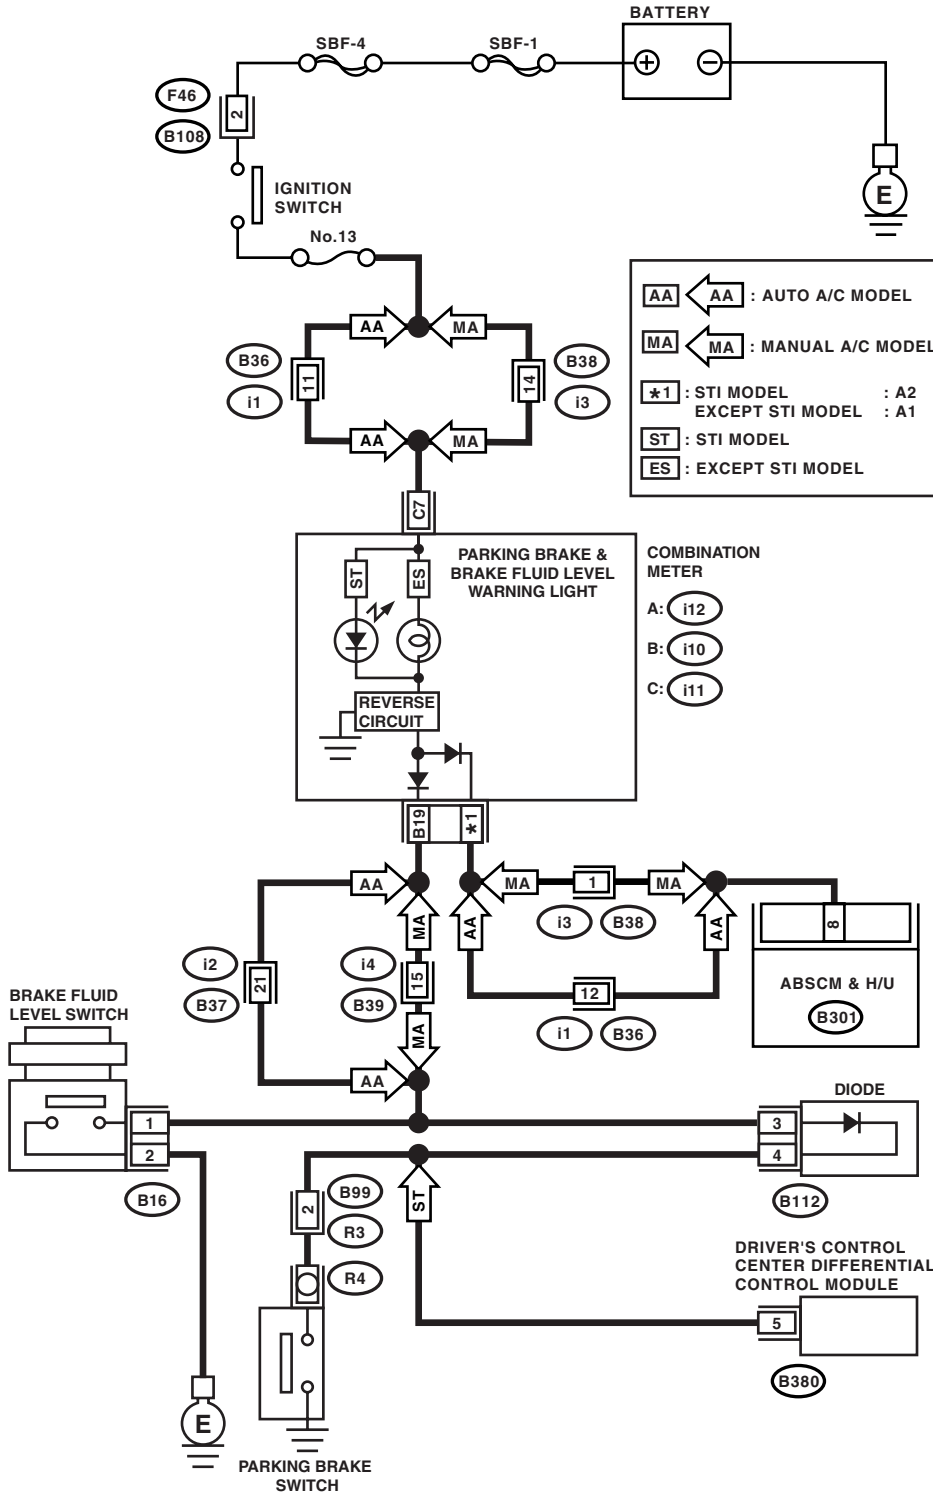 BATTERY
SBF-4
SBF-1
F46
2
B108
E
IGNITION
SWITCH
No.13
AA
MA
B36
11
i1
B38
14
i3
AA
MA
AA AA : AUTO A/C MODEL
MA MA : MANUAL A/C MODEL
*1 : STI MODEL : A2
EXCEPT STI MODEL : A1
ST : STI MODEL
ES : EXCEPT STI MODEL
C7
PARKING BRAKE &
BRAKE FLUID LEVEL
WARNING LIGHT
ST
ES
REVERSE
CIRCUIT
COMBINATION
METER
A: i12
B: i10
C: i11
B19
*1
AA
MA
MA
1
MA
i3
B38
AA
AA
12
i1
B36
8
ABSCM & H/U
B301
i2
21
B37
i4
15
B39
MA
AA
BRAKE FLUID
LEVEL SWITCH
1
2
B16
DIODE
3
4
B112
2
B99
R3
R4
ST
DRIVER'S CONTROL
CENTER DIFFERENTIAL
CONTROL MODULE
5
B380
E
PARKING BRAKE
SWITCH